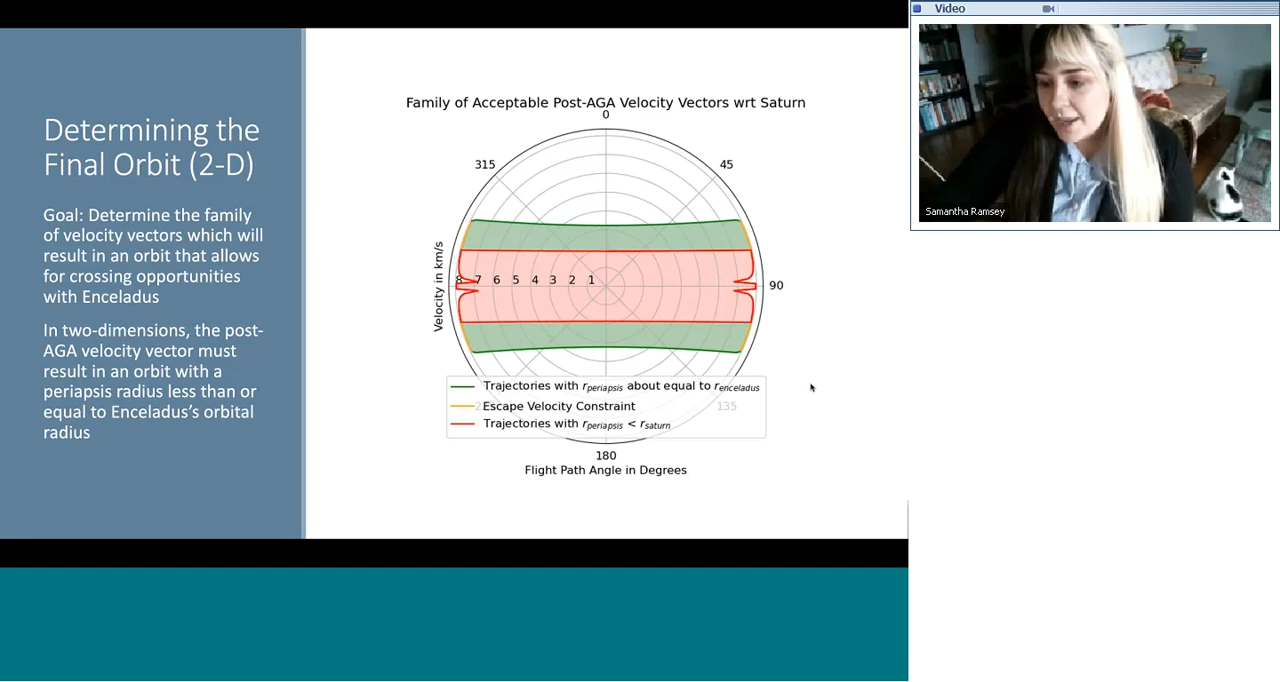 Video
Samantha Ramsey
Determining the
Final Orbit (2-D)
Goal: Determine the family
of velocity vectors which will
result in an orbit that allows
for crossing opportunities
with Enceladus
In two-dimensions, the post-
AGA velocity vector must
result in an orbit with a
periapsis radius less than or
equal to Enceladus’s orbital
radius
Family of Acceptable Post-AGA Velocity Vectors wrt Saturn
0
315
45
Velocity in km/s
8 7 6 5 4 3 2 1
90
Trajectories with r_periapsis about equal to r_enceladus
Escape Velocity Constraint
135
Trajectories with r_periapsis < r_saturn
180
Flight Path Angle in Degrees